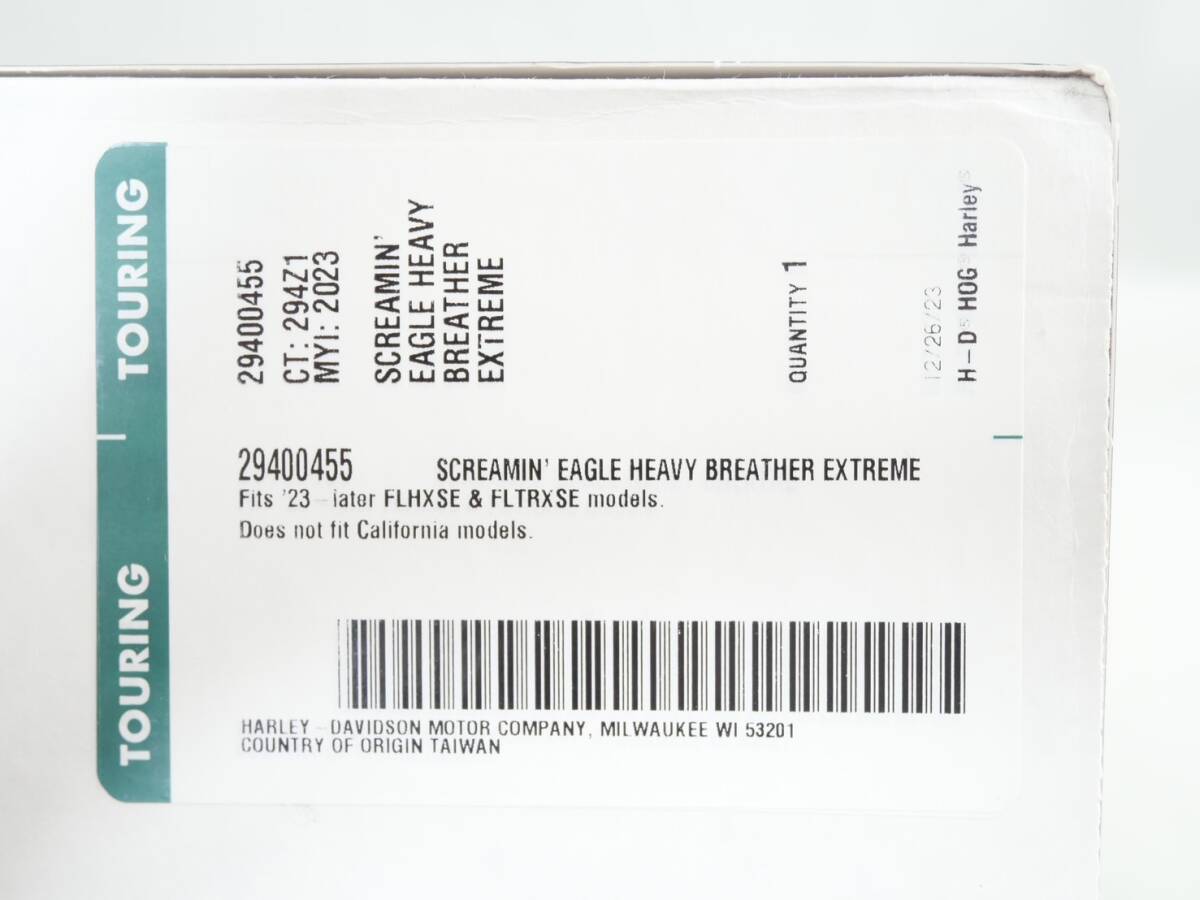 TOURING
29400455
CT: 294Z1
MYI: 2023
SCREAMIN'
EAGLE HEAVY
BREATHER
EXTREME
QUANTITY 1
12/26/23
H-D® HOG® Harley®
TOURING
29400455 SCREAMIN' EAGLE HEAVY BREATHER EXTREME
Fits '23-later FLHXSE & FLTRXSE models.
Does not fit California models.
HARLEY-DAVIDSON MOTOR COMPANY, MILWAUKEE WI 53201
COUNTRY OF ORIGIN TAIWAN